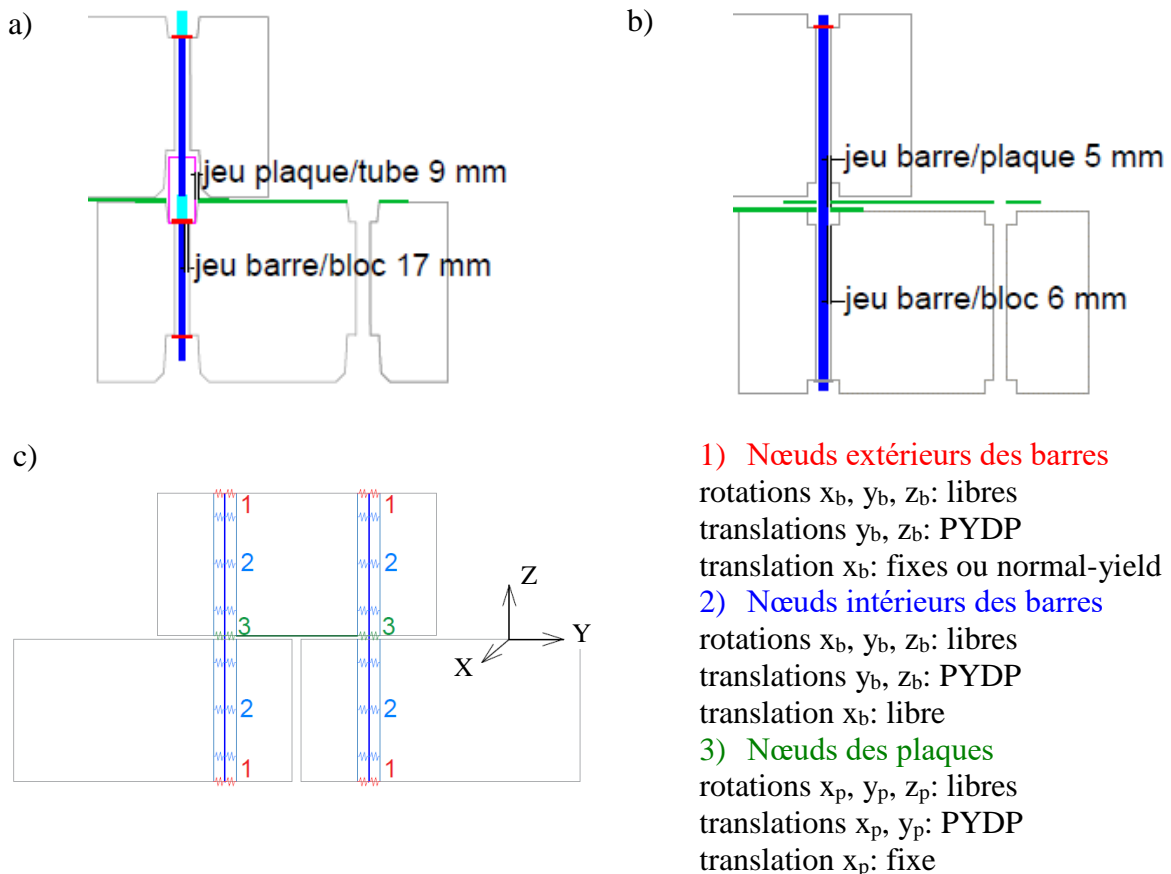 a)
jeu plaque/tube 9 mm
jeu barre/bloc 17 mm
b)
jeu barre/plaque 5 mm
jeu barre/bloc 6 mm
c)
1 1
2 2
3 3
2 2
1 1
Z
Y
X
1) Nœuds extérieurs des barres
rotations xb, yb, zb: libres
translations yb, zb: PYDP
translation xb: fixes ou normal-yield
2) Nœuds intérieurs des barres
rotations xb, yb, zb: libres
translations yb, zb: PYDP
translation xb: libre
3) Nœuds des plaques
rotations xp, yp, zp: libres
translations xp, yp: PYDP
translation xp: fixe